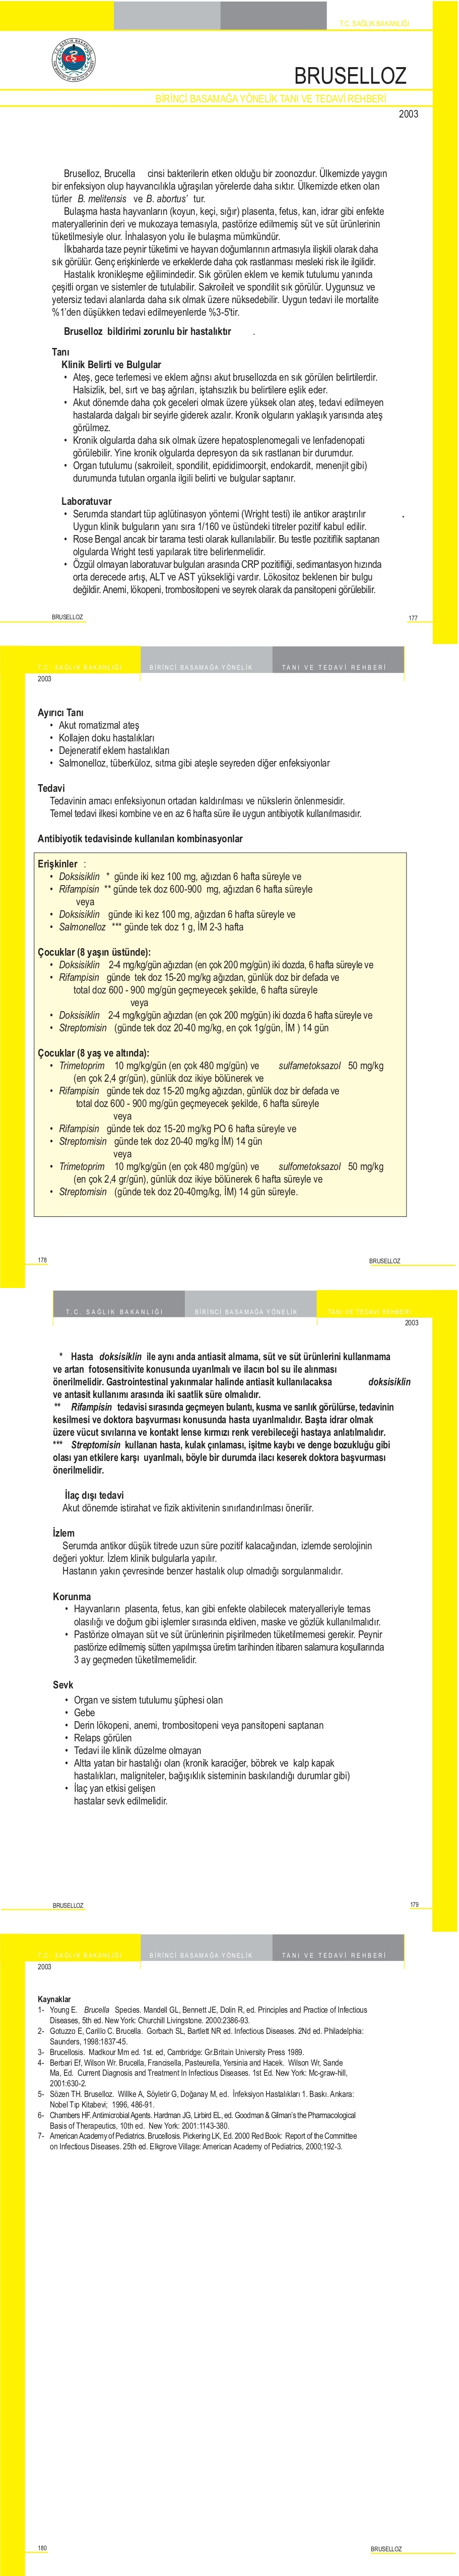 T.C. SAĞLIK BAKANLIĞI
BRUSELLOZ
BİRİNCİ BASAMAĞA YÖNELİK TANI VE TEDAVİ REHBERİ
2003
Bruselloz, Brucella cinsi bakterilerin etken olduğu bir zoonozdur. Ülkemizde yaygın
bir enfeksiyon olup hayvancılıkla uğraşılan yörelerde daha sıktır. Ülkemizde etken olan
türler B. melitensis ve B. abortus' tur.
Bulaşma hasta hayvanların (koyun, keçi, sığır) plasenta, fetus, kan, idrar gibi enfekte
materyallerinin deri ve mukozaya temasıyla, pastörize edilmemiş süt ve süt ürünlerinin
tüketilmesiyle olur. İnhalasyon yolu ile bulaşma mümkündür.
İlkbaharda taze peynir tüketimi ve hayvan doğumlarının artmasıyla ilişkili olarak daha
sık görülür. Genç erişkinlerde ve erkeklerde daha çok rastlanması mesleki risk ile ilgilidir.
Hastalık kronikleşme eğilimindedir. Sık görülen eklem ve kemik tutulumu yanında
çeşitli organ ve sistemler de tutulabilir. Sakroileit ve spondilit sık görülür. Uygunsuz ve
yetersiz tedavi alanlarda daha sık olmak üzere nüksedebilir. Uygun tedavi ile mortalite
%1'den düşükken tedavi edilmeyenlerde %3-5'tir.
Bruselloz bildirimi zorunlu bir hastalıktır .
Tanı
Klinik Belirti ve Bulgular
• Ateş, gece terlemesi ve eklem ağrısı akut brusellozda en sık görülen belirtilerdir.
Halsizlik, bel, sırt ve baş ağrıları, iştahsızlık bu belirtilere eşlik eder.
• Akut dönemde daha çok geceleri olmak üzere yüksek olan ateş, tedavi edilmeyen
hastalarda dalgalı bir seyirle giderek azalır. Kronik olguların yaklaşık yarısında ateş
görülmez.
• Kronik olgularda daha sık olmak üzere hepatosplenomegali ve lenfadenopati
görülebilir. Yine kronik olgularda depresyon da sık rastlanan bir durumdur.
• Organ tutulumu (sakroileit, spondilit, epididimoorşit, endokardit, menenjit gibi)
durumunda tutulan organla ilgili belirti ve bulgular saptanır.
Laboratuvar
• Serumda standart tüp aglütinasyon yöntemi (Wright testi) ile antikor araştırılır .
Uygun klinik bulguların yanı sıra 1/160 ve üstündeki titreler pozitif kabul edilir.
• Rose Bengal ancak bir tarama testi olarak kullanılabilir. Bu testle pozitiflik saptanan
olgularda Wright testi yapılarak titre belirlenmelidir.
• Özgül olmayan laboratuvar bulguları arasında CRP pozitifliği, sedimantasyon hızında
orta derecede artış, ALT ve AST yüksekliği vardır. Lökositoz beklenen bir bulgu
değildir. Anemi, lökopeni, trombositopeni ve seyrek olarak da pansitopeni görülebilir.
BRUSELLOZ
177
T.C. SAĞLIK BAKANLIĞI BİRİNCİ BASAMAĞA YÖNELİK TANI VE TEDAVİ REHBERİ
2003
Ayırıcı Tanı
• Akut romatizmal ateş
• Kollajen doku hastalıkları
• Dejeneratif eklem hastalıkları
• Salmonelloz, tüberküloz, sıtma gibi ateşle seyreden diğer enfeksiyonlar
Tedavi
Tedavinin amacı enfeksiyonun ortadan kaldırılması ve nükslerin önlenmesidir.
Temel tedavi ilkesi kombine ve en az 6 hafta süre ile uygun antibiyotik kullanılmasıdır.
Antibiyotik tedavisinde kullanılan kombinasyonlar
Erişkinler :
• Doksisiklin * günde iki kez 100 mg, ağızdan 6 hafta süreyle ve
• Rifampisin ** günde tek doz 600-900 mg, ağızdan 6 hafta süreyle
veya
• Doksisiklin günde iki kez 100 mg, ağızdan 6 hafta süreyle ve
• Salmonelloz *** günde tek doz 1 g, İM 2-3 hafta
Çocuklar (8 yaşın üstünde):
• Doksisiklin 2-4 mg/kg/gün ağızdan (en çok 200 mg/gün) iki dozda, 6 hafta süreyle ve
• Rifampisin günde tek doz 15-20 mg/kg ağızdan, günlük doz bir defada ve
total doz 600 - 900 mg/gün geçmeyecek şekilde, 6 hafta süreyle
veya
• Doksisiklin 2-4 mg/kg/gün ağızdan (en çok 200 mg/gün) iki dozda 6 hafta süreyle ve
• Streptomisin (günde tek doz 20-40 mg/kg, en çok 1g/gün, İM ) 14 gün
Çocuklar (8 yaş ve altında):
• Trimetoprim 10 mg/kg/gün (en çok 480 mg/gün) ve sulfametoksazol 50 mg/kg
(en çok 2,4 gr/gün), günlük doz ikiye bölünerek ve
• Rifampisin günde tek doz 15-20 mg/kg ağızdan, günlük doz bir defada ve
total doz 600 - 900 mg/gün geçmeyecek şekilde, 6 hafta süreyle
veya
• Rifampisin günde tek doz 15-20 mg/kg PO 6 hafta süreyle ve
• Streptomisin günde tek doz 20-40 mg/kg İM) 14 gün
veya
• Trimetoprim 10 mg/kg/gün (en çok 480 mg/gün) ve sulfometoksazol 50 mg/kg
(en çok 2,4 gr/gün), günlük doz ikiye bölünerek 6 hafta süreyle ve
• Streptomisin (günde tek doz 20-40mg/kg, İM) 14 gün süreyle.
178
BRUSELLOZ
T.C. SAĞLIK BAKANLIĞI BİRİNCİ BASAMAĞA YÖNELİK TANI VE TEDAVİ REHBERİ
2003
* Hasta doksisiklin ile aynı anda antiasit almama, süt ve süt ürünlerini kullanmama
ve artan fotosensitivite konusunda uyarılmalı ve ilacın bol su ile alınması
önerilmelidir. Gastrointestinal yakınmalar halinde antiasit kullanılacaksa doksisiklin
ve antasit kullanımı arasında iki saatlik süre olmalıdır.
** Rifampisin tedavisi sırasında geçmeyen bulantı, kusma ve sarılık görülürse, tedavinin
kesilmesi ve doktora başvurması konusunda hasta uyarılmalıdır. Başta idrar olmak
üzere vücut sıvılarına ve kontakt lense kırmızı renk verebileceği hastaya anlatılmalıdır.
*** Streptomisin kullanan hasta, kulak çınlaması, işitme kaybı ve denge bozukluğu gibi
olası yan etkilere karşı uyarılmalı, böyle bir durumda ilacı keserek doktora başvurması
önerilmelidir.
İlaç dışı tedavi
Akut dönemde istirahat ve fizik aktivitenin sınırlandırılması önerilir.
İzlem
Serumda antikor düşük titrede uzun süre pozitif kalacağından, izlemde serolojinin
değeri yoktur. İzlem klinik bulgularla yapılır.
Hastanın yakın çevresinde benzer hastalık olup olmadığı sorgulanmalıdır.
Korunma
• Hayvanların plasenta, fetus, kan gibi enfekte olabilecek materyalleriyle temas
olasılığı ve doğum gibi işlemler sırasında eldiven, maske ve gözlük kullanılmalıdır.
• Pastörize olmayan süt ve süt ürünlerinin pişirilmeden tüketilmemesi gerekir. Peynir
pastörize edilmemiş sütten yapılmışsa üretim tarihinden itibaren salamura koşullarında
3 ay geçmeden tüketilmemelidir.
Sevk
• Organ ve sistem tutulumu şüphesi olan
• Gebe
• Derin lökopeni, anemi, trombositopeni veya pansitopeni saptanan
• Relaps görülen
• Tedavi ile klinik düzelme olmayan
• Altta yatan bir hastalığı olan (kronik karaciğer, böbrek ve kalp kapak
hastalıkları, maligniteler, bağışıklık sisteminin baskılandığı durumlar gibi)
• İlaç yan etkisi gelişen
hastalar sevk edilmelidir.
BRUSELLOZ
179
T.C. SAĞLIK BAKANLIĞI BİRİNCİ BASAMAĞA YÖNELİK TANI VE TEDAVİ REHBERİ
2003
Kaynaklar
1- Young E. Brucella Species. Mandell GL, Bennett JE, Dolin R, ed. Principles and Practice of Infectious
Diseases, 5th ed. New York: Churchill Livingstone. 2000:2386-93.
2- Gotuzzo E, Carillo C. Brucella. Gorbach SL, Bartlett NR ed. Infectious Diseases. 2Nd ed. Philadelphia:
Saunders, 1998:1837-45.
3- Brucellosis. Madkour Mm ed. 1st. ed, Cambridge: Gr.Britain University Press 1989.
4- Berbari Ef, Wilson Wr. Brucella, Francisella, Pasteurella, Yersinia and Hacek. Wilson Wr, Sande
Ma, Ed. Current Diagnosis and Treatment In Infectious Diseases. 1st Ed. New York: Mc-graw-hill,
2001:630-2.
5- Sözen TH. Bruselloz. Willke A, Söyletir G, Doğanay M, ed. İnfeksiyon Hastalıkları 1. Baskı. Ankara:
Nobel Tıp Kitabevi; 1996, 486-91.
6- Chambers HF. Antimicrobial Agents. Hardman JG, Lirbird EL, ed. Goodman & Gilman's the Pharmacological
Basis of Therapeutics, 10th ed. New York: 2001:1143-380.
7- American Academy of Pediatrics. Brucellosis. Pickering LK, Ed. 2000 Red Book: Report of the Committee
on Infectious Diseases. 25th ed. Elkgrove Village: American Academy of Pediatrics, 2000;192-3.
180
BRUSELLOZ